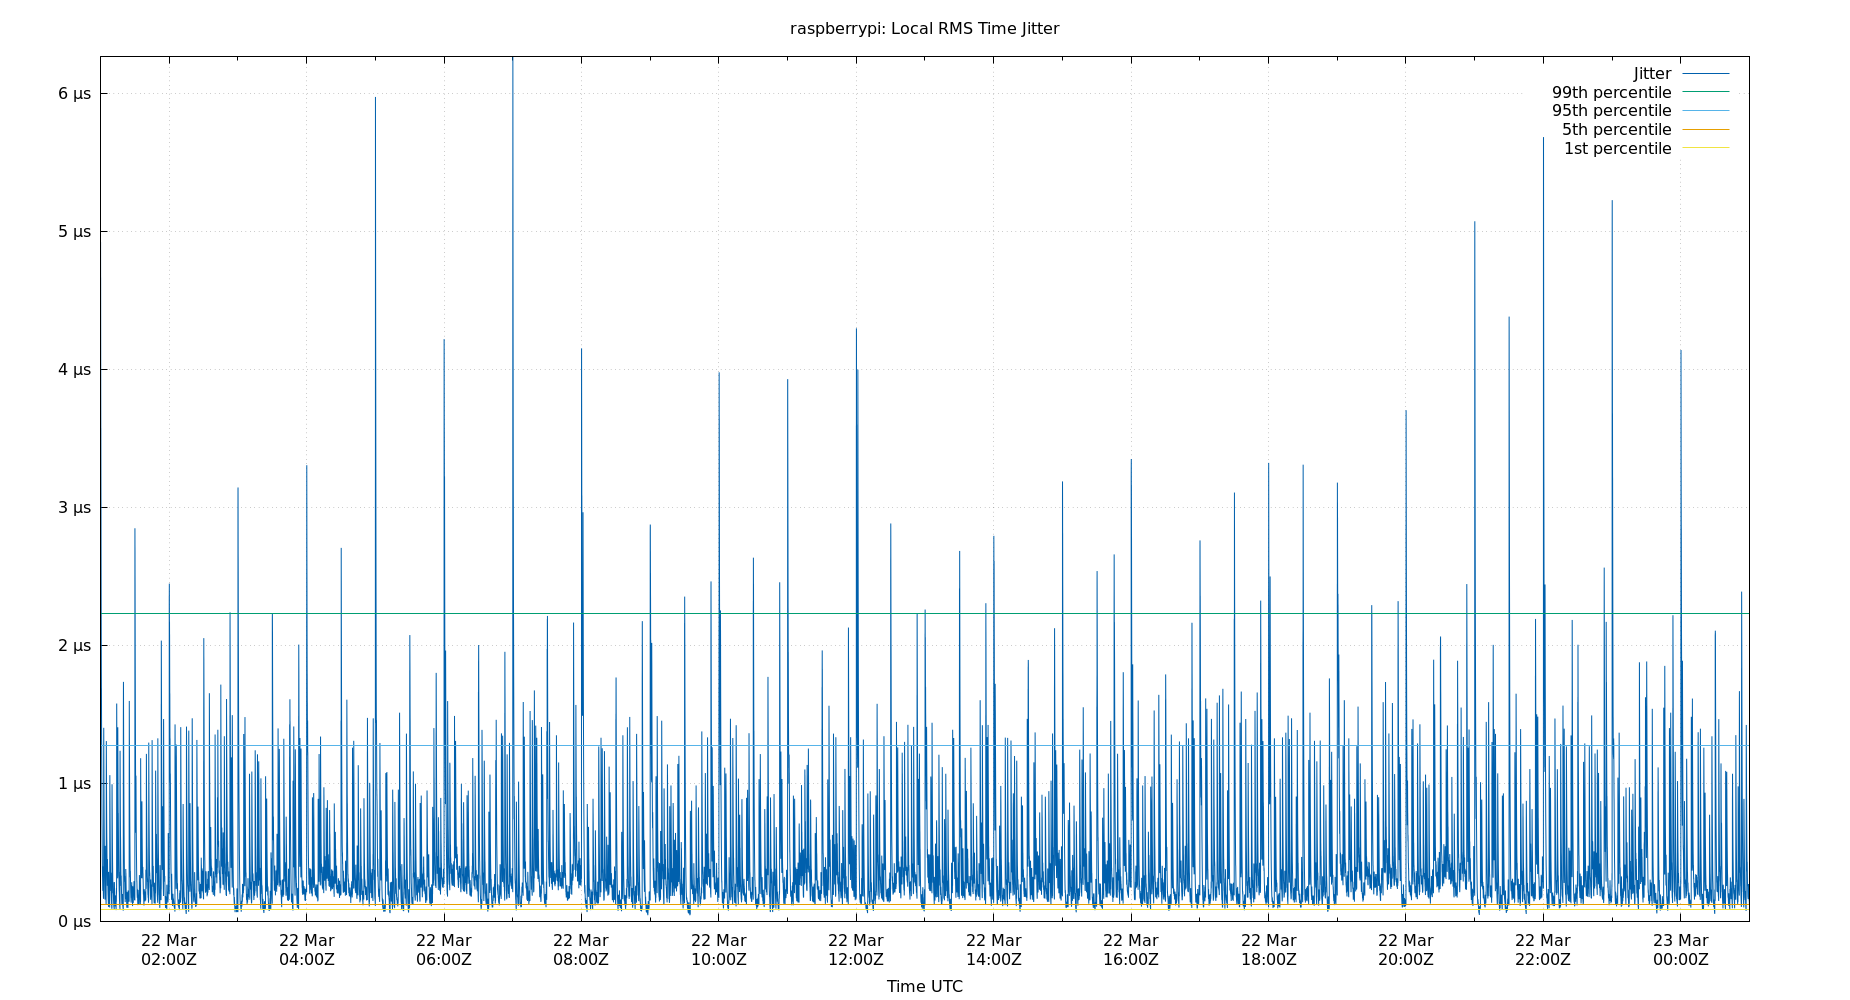 raspberrypi: Local RMS Time Jitter
Jitter
99th percentile
95th percentile
5th percentile
1st percentile
6 µs
5 µs
4 µs
3 µs
2 µs
1 µs
0 µs
22 Mar 22 Mar 22 Mar 22 Mar 22 Mar 22 Mar 22 Mar 22 Mar 22 Mar 22 Mar 22 Mar 23 Mar
02:00Z 04:00Z 06:00Z 08:00Z 10:00Z 12:00Z 14:00Z 16:00Z 18:00Z 20:00Z 22:00Z 00:00Z
Time UTC